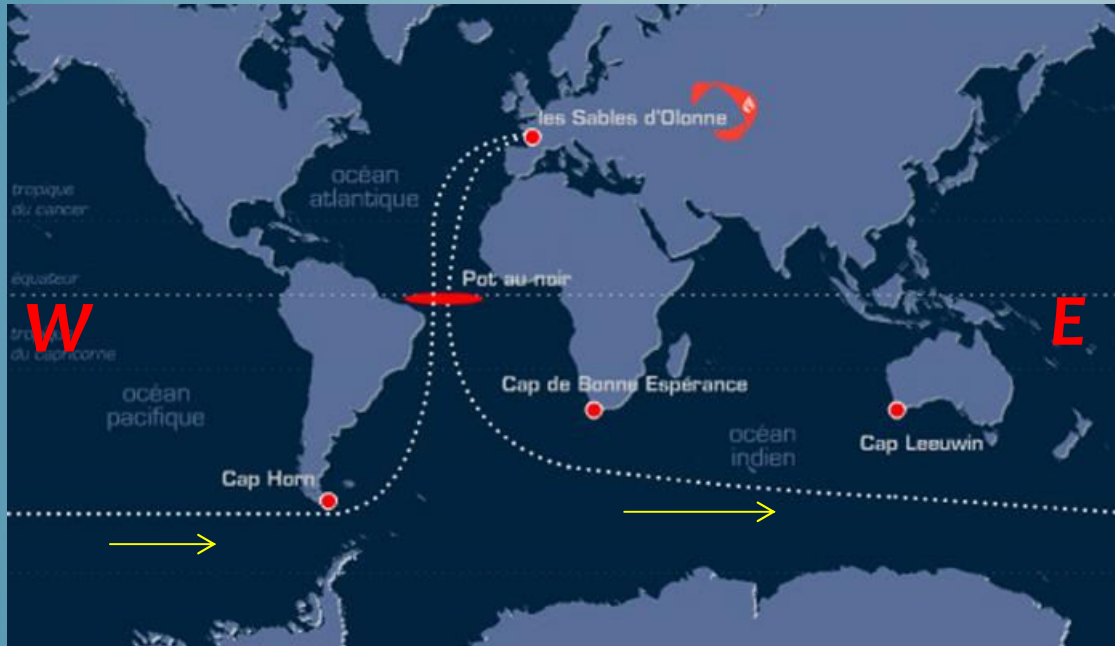 les Sables d'Olonne
océan
atlantique
tropique
du cancer
équateur
Pot au noir
W
E
tropique
du capricorne
océan
pacifique
Cap de Bonne Espérance
océan
indien
Cap Leeuwin
Cap Horn